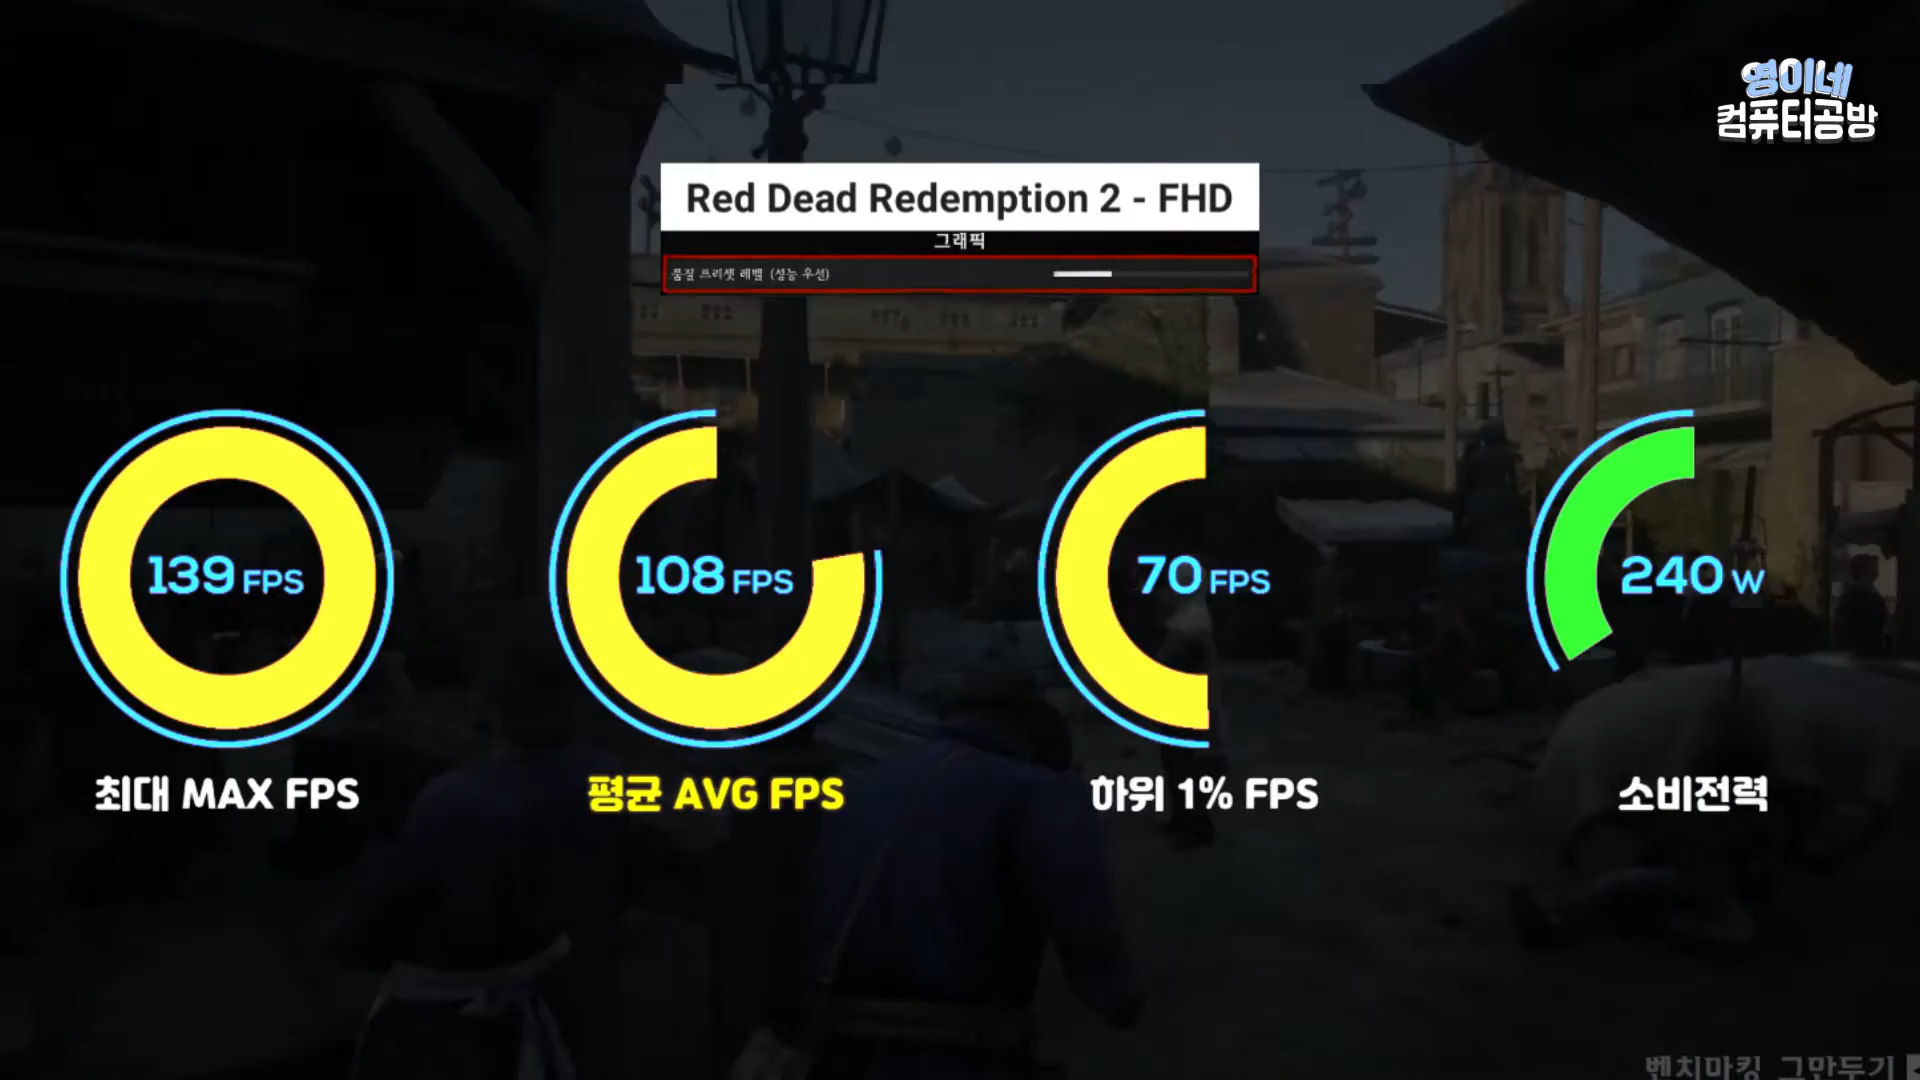 영이네
컴퓨터공방
Red Dead Redemption 2 - FHD
그래픽
품질 프리셋 레벨 (성능 우선)
139 FPS
108 FPS
70 FPS
240 W
최대 MAX FPS
평균 AVG FPS
하위 1% FPS
소비전력
벤치마킹 그만두기